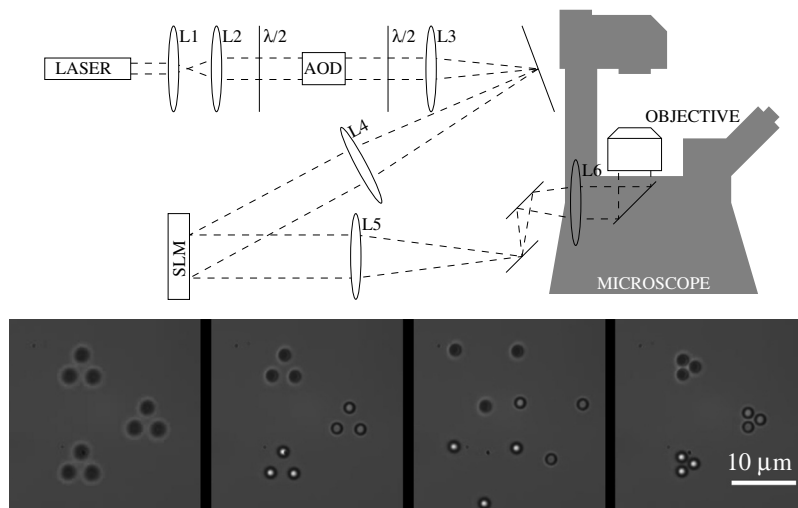 L1
L2
λ/2
λ/2
L3
LASER
AOD
L4
OBJECTIVE
L6
L5
SLM
MICROSCOPE
10 µm